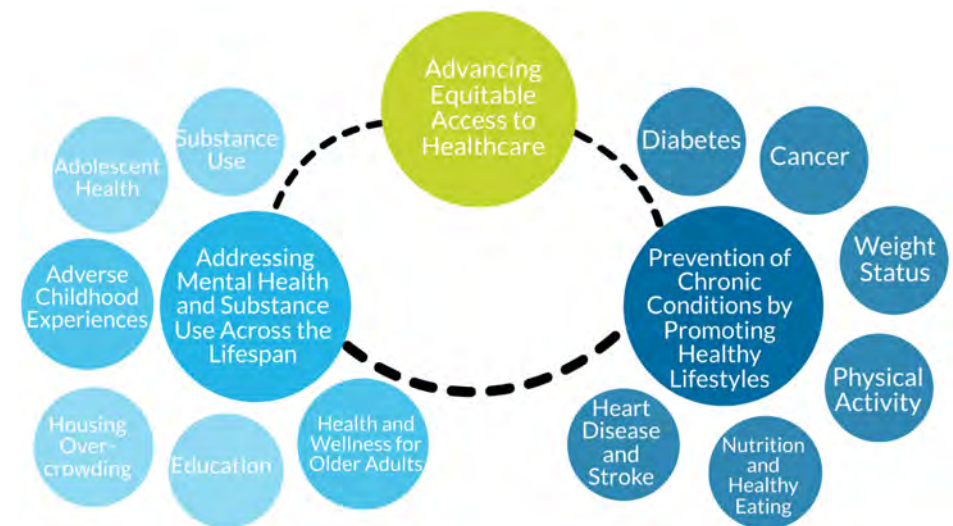 Advancing
Equitable
Access to
Healthcare
Substance
Use
Adolescent
Health
Adverse
Childhood
Experiences
Housing
Over-
crowding
Education
Health and
Wellness for
Older Adults
Addressing
Mental Health
and Substance
Use Across the
Lifespan
Prevention of
Chronic
Conditions by
Promoting
Healthy
Lifestyles
Diabetes
Cancer
Weight
Status
Physical
Activity
Nutrition and
Healthy
Eating
Heart
Disease
and
Stroke